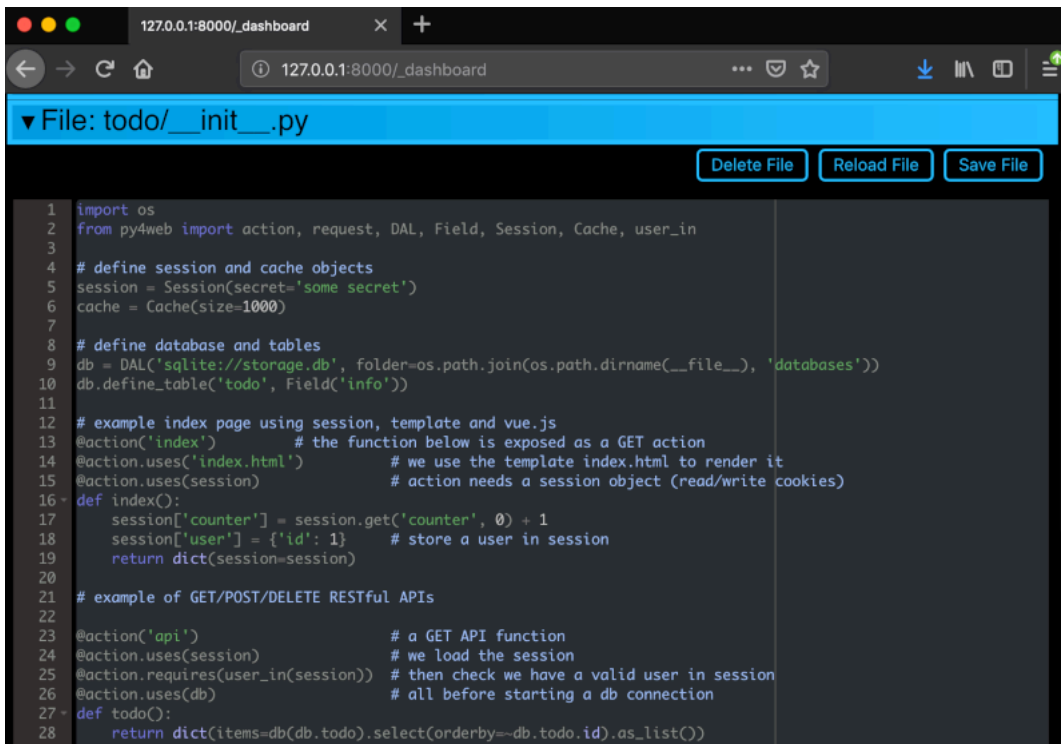 127.0.0.1:8000/_dashboard
127.0.0.1:8000/_dashboard
File: todo/__init__.py
Delete File Reload File Save File
1 import os
2 from py4web import action, request, DAL, Field, Session, Cache, user_in
3
4 # define session and cache objects
5 session = Session(secret='some secret')
6 cache = Cache(size=1000)
7
8 # define database and tables
9 db = DAL('sqlite://storage.db', folder=os.path.join(os.path.dirname(__file__), 'databases'))
10 db.define_table('todo', Field('info'))
11
12 # example index page using session, template and vue.js
13 @action('index')          # the function below is exposed as a GET action
14 @action.uses('index.html')          # we use the template index.html to render it
15 @action.uses(session)               # action needs a session object (read/write cookies)
16 def index():
17     session['counter'] = session.get('counter', 0) + 1
18     session['user'] = {'id': 1}     # store a user in session
19     return dict(session=session)
20
21 # example of GET/POST/DELETE RESTful APIs
22
23 @action('api')                      # a GET API function
24 @action.uses(session)               # we load the session
25 @action.requires(user_in(session))  # then check we have a valid user in session
26 @action.uses(db)                    # all before starting a db connection
27 def todo():
28     return dict(items=db(db.todo).select(orderby=~db.todo.id).as_list())